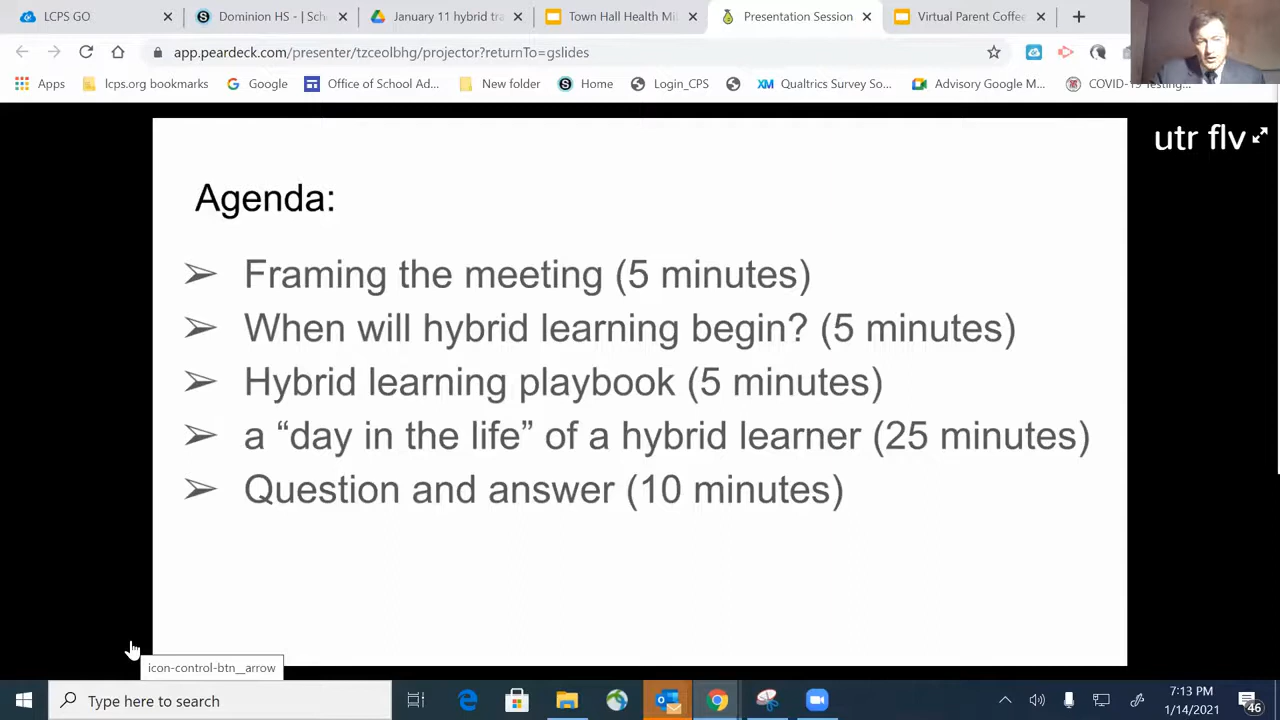 LCPS GO
Dominion HS - | Sch
January 11 hybrid tra
Town Hall Health Mi
Presentation Session
Virtual Parent Coffe
app.peardeck.com/presenter/tzceolbhg/projector?returnTo=gslides
Apps
lcps.org bookmarks
Google
Office of School Ad...
New folder
Home
Login_CPS
Qualtrics Survey So...
Advisory Google M...
COVID-19 Testing...
utr flv
Agenda:
➢ Framing the meeting (5 minutes)
➢ When will hybrid learning begin? (5 minutes)
➢ Hybrid learning playbook (5 minutes)
➢ a “day in the life” of a hybrid learner (25 minutes)
➢ Question and answer (10 minutes)
icon-control-btn__arrow
Type here to search
7:13 PM
1/14/2021
46